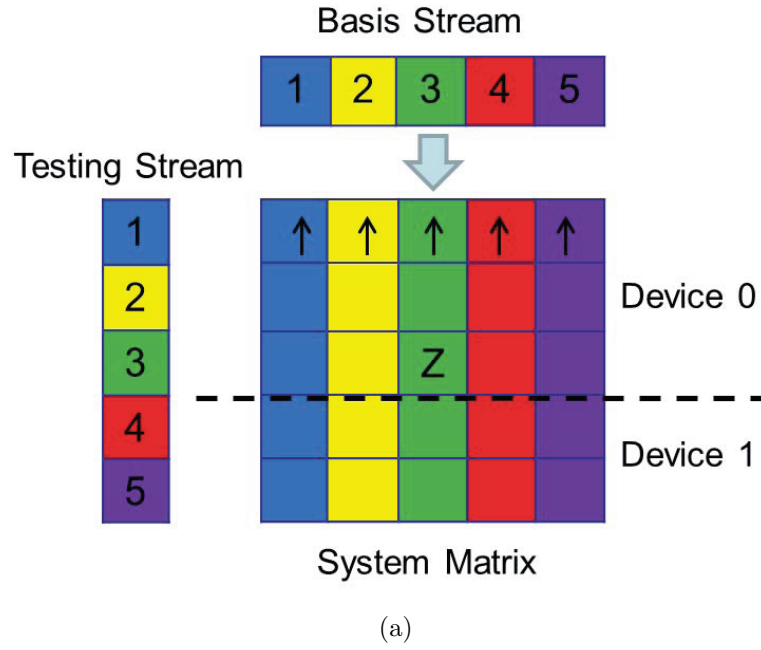 Basis Stream
1 2 3 4 5
Testing Stream
1
2
Device 0
3
Z
4
Device 1
5
System Matrix
(a)